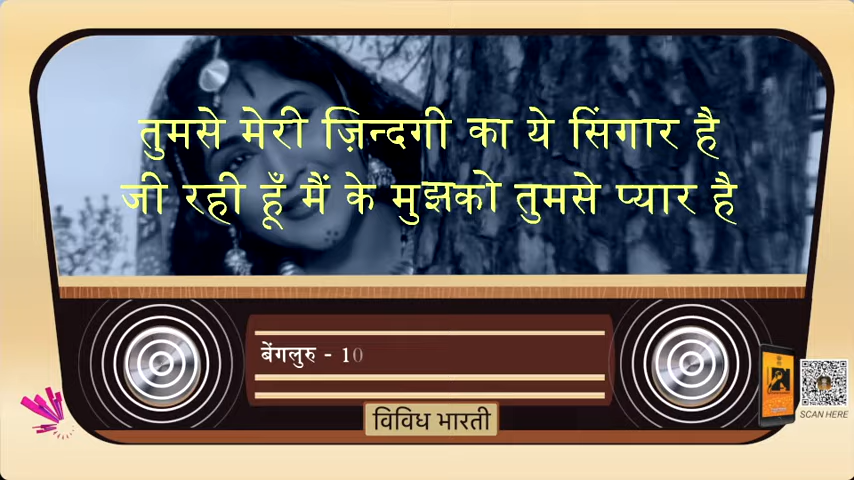 तुमसे मेरी ज़िन्दगी का ये सिंगार है
जी रही हूँ मैं के मुझको तुमसे प्यार है
बेंगलुरु - 10
विविध भारती
SCAN HERE